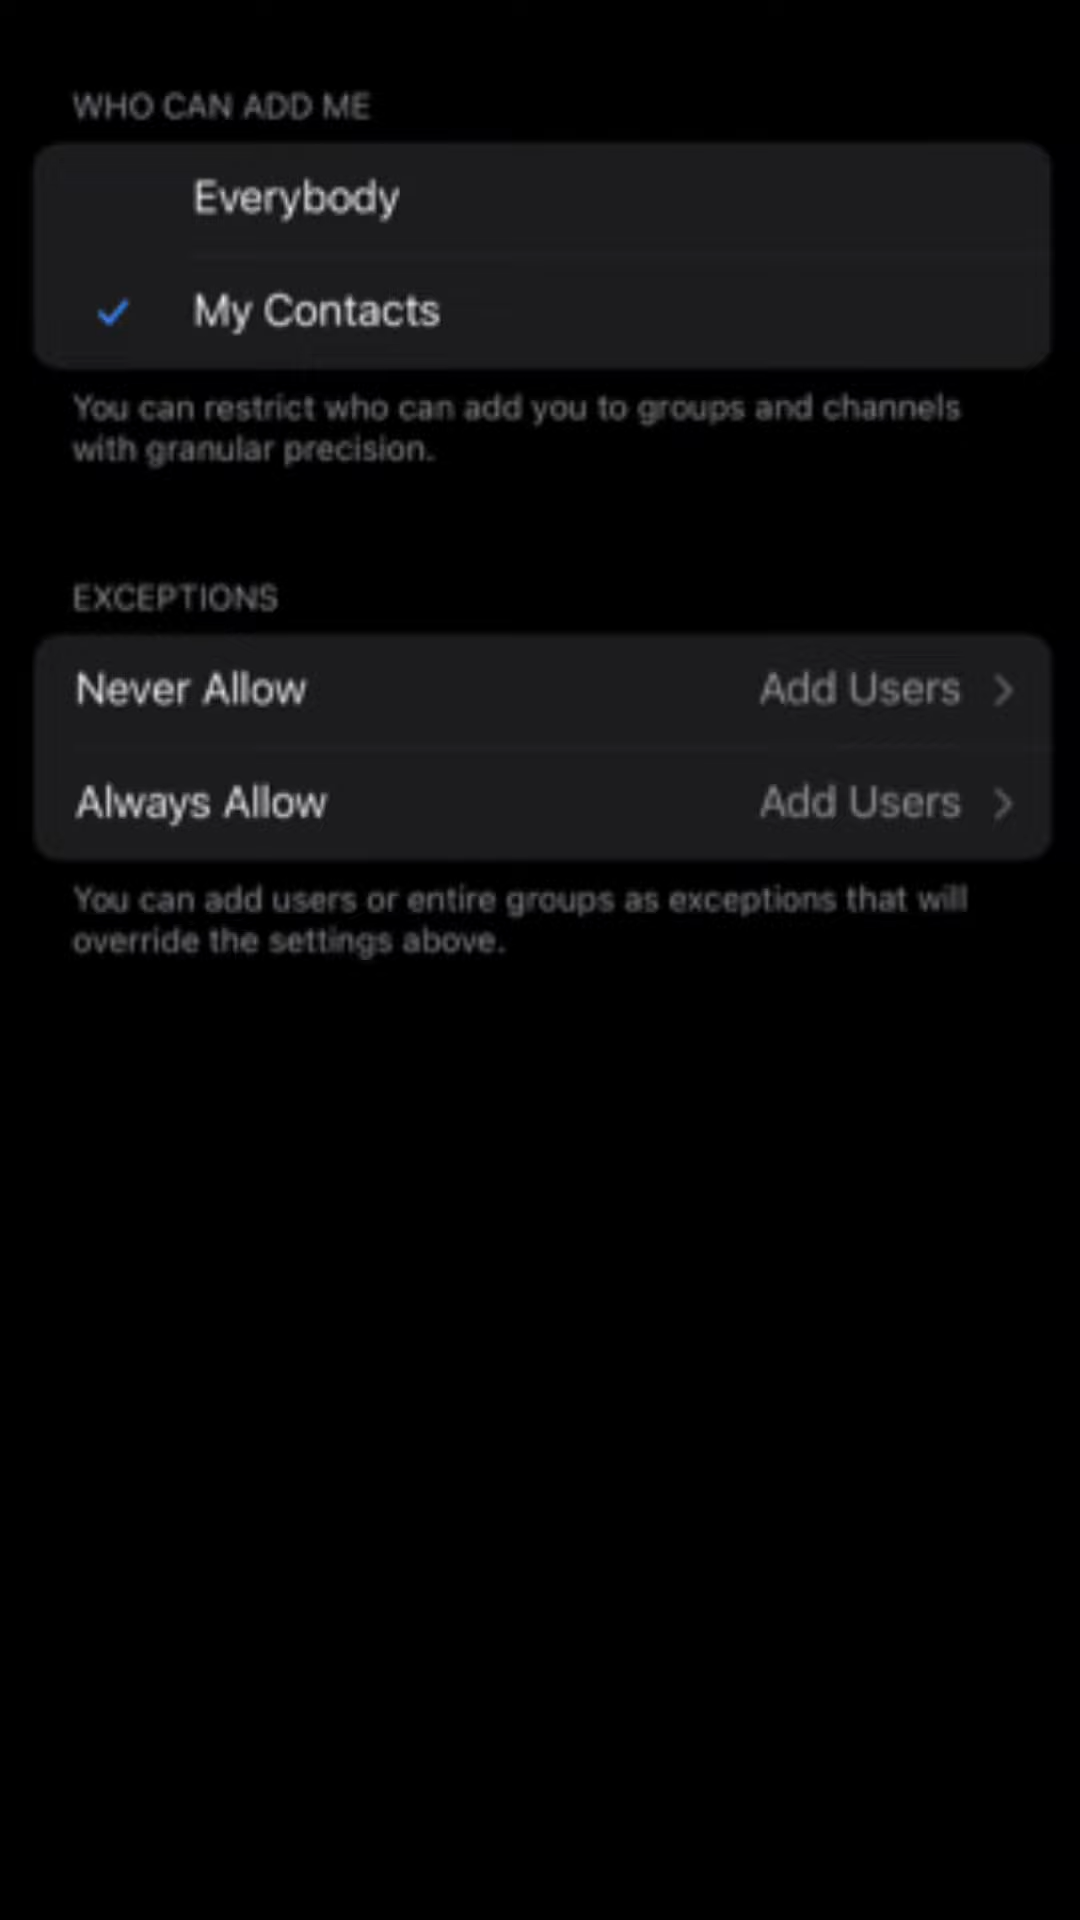 WHO CAN ADD ME
Everybody
My Contacts
You can restrict who can add you to groups and channels
with granular precision.
EXCEPTIONS
Never Allow Add Users
Always Allow Add Users
You can add users or entire groups as exceptions that will
override the settings above.